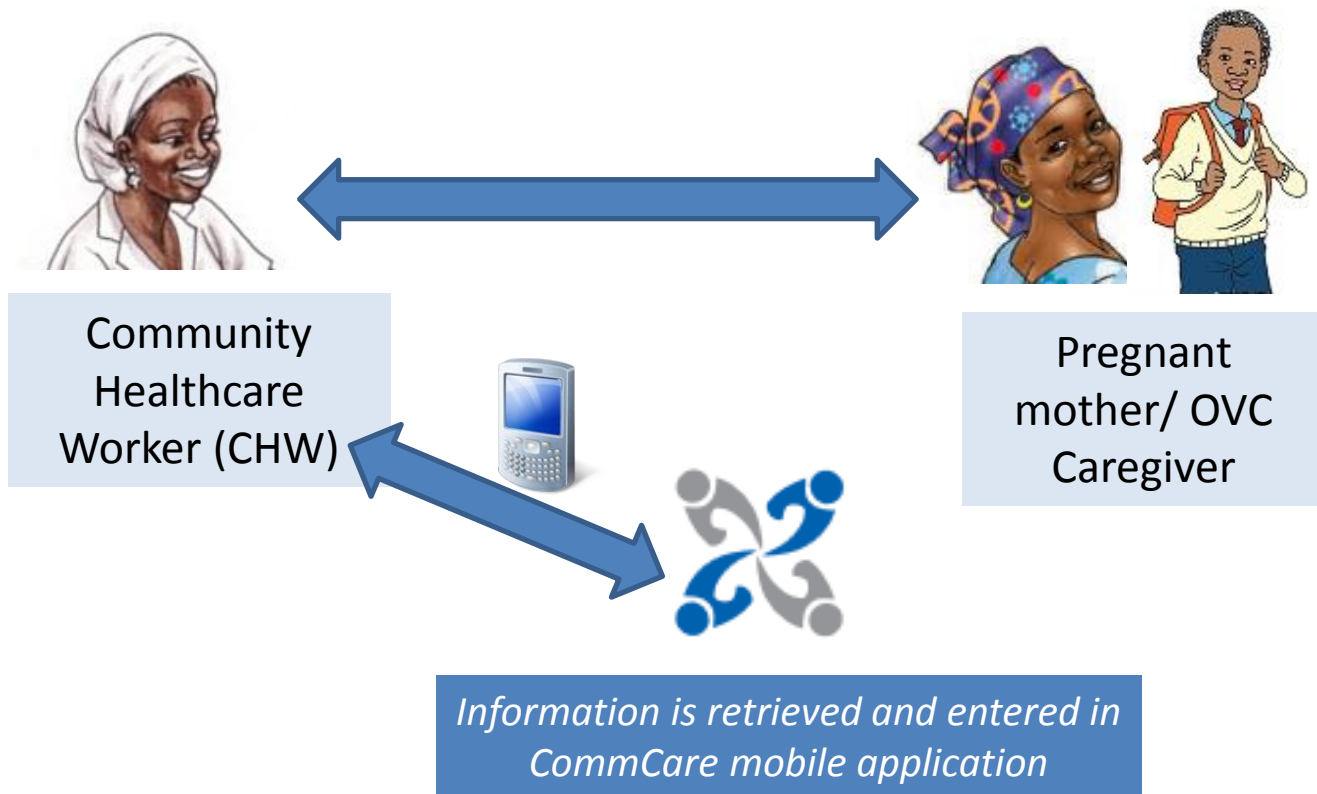 Community
Healthcare
Worker (CHW)
Pregnant
mother/ OVC
Caregiver
Information is retrieved and entered in
CommCare mobile application